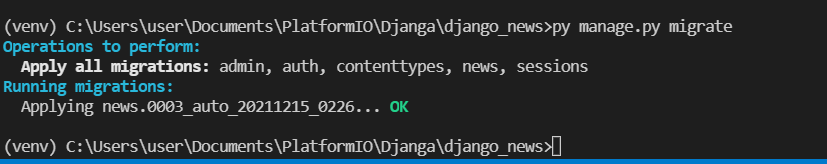 (venv) C:\Users\user\Documents\PlatformIO\Djanga\django_news>py manage.py migrate
Operations to perform:
  Apply all migrations: admin, auth, contenttypes, news, sessions
Running migrations:
  Applying news.0003_auto_20211215_0226... OK
(venv) C:\Users\user\Documents\PlatformIO\Djanga\django_news>